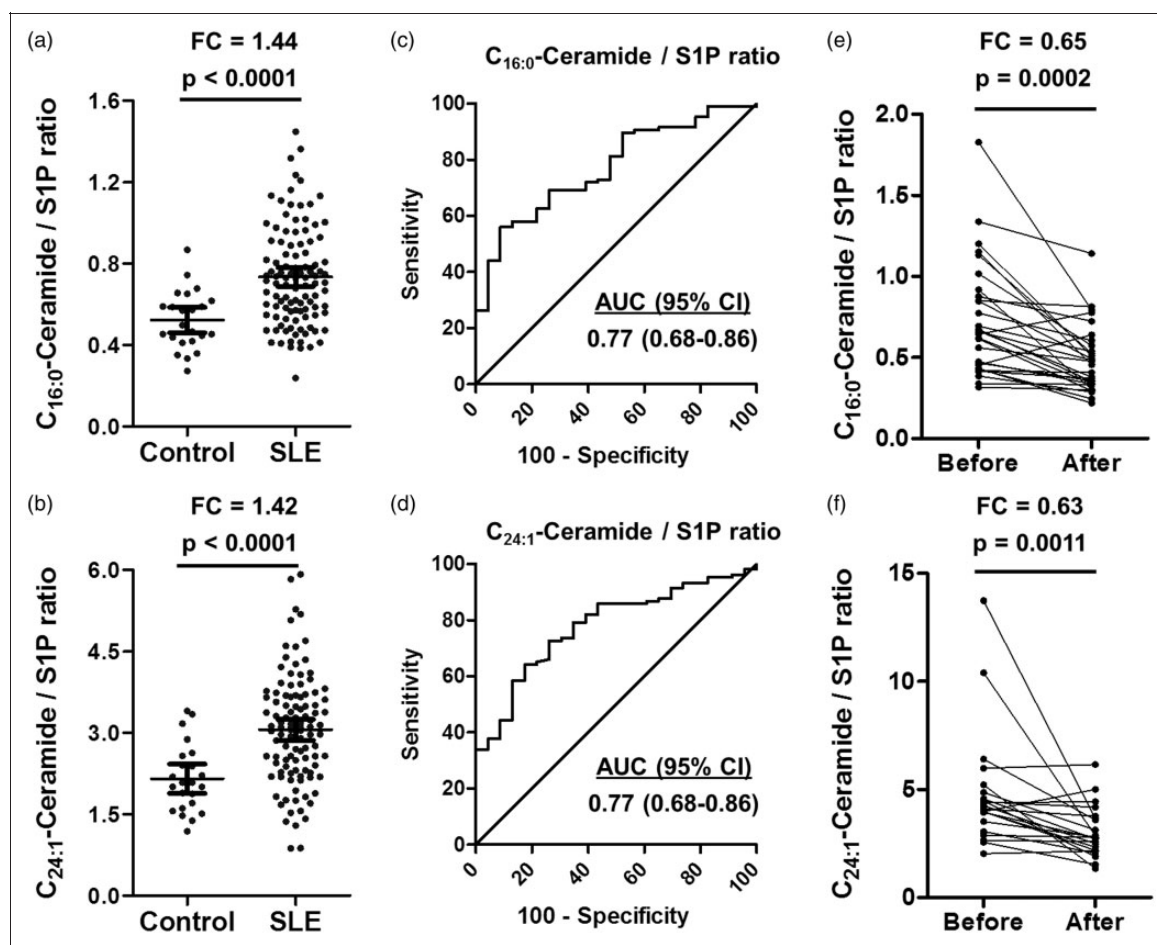 (a)
FC = 1.44
p < 0.0001
C16:0-Ceramide / S1P ratio
1.6
1.2
0.8
0.4
0.0
Control SLE
(c)
C16:0-Ceramide / S1P ratio
Sensitivity
100
80
60
40
20
0
AUC (95% CI)
0.77 (0.68-0.86)
0 20 40 60 80 100
100 - Specificity
(e)
FC = 0.65
p = 0.0002
C16:0-Ceramide / S1P ratio
2.0
1.5
1.0
0.5
0.0
Before After
(b)
FC = 1.42
p < 0.0001
C24:1-Ceramide / S1P ratio
6.0
4.5
3.0
1.5
0.0
Control SLE
(d)
C24:1-Ceramide / S1P ratio
Sensitivity
100
80
60
40
20
0
AUC (95% CI)
0.77 (0.68-0.86)
0 20 40 60 80 100
100 - Specificity
(f)
FC = 0.63
p = 0.0011
C24:1-Ceramide / S1P ratio
15
10
5
0
Before After